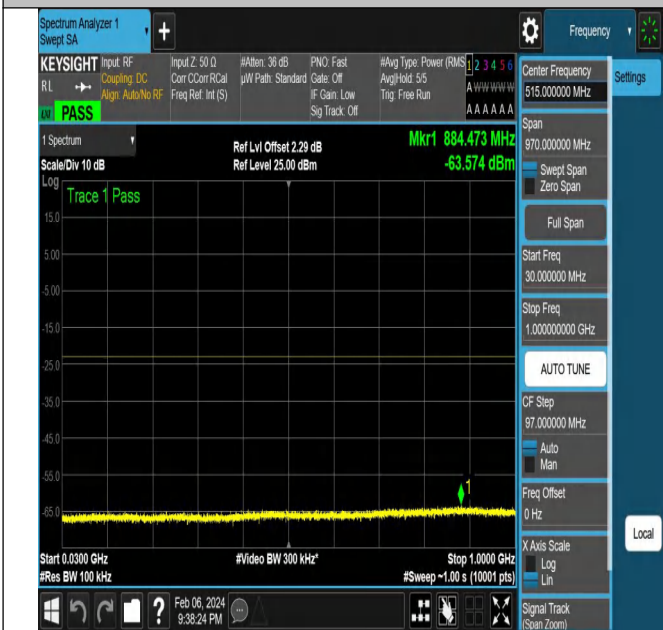 Spectrum Analyzer 1
Swept SA
Frequency
KEYSIGHT
RL
PASS
Input: RF
Coupling: DC
Align: Auto/No RF
Input Z: 50 Ω
Corr CCorr RCal
Freq Ref: Int (S)
#Atten: 36 dB
µW Path: Standard
PNO: Fast
Gate: Off
IF Gain: Low
Sig Track: Off
#Avg Type: Power (RMS
Avg|Hold: 5/5
Trig: Free Run
1 2 3 4 5 6
A W W W W W
A A A A A A
1 Spectrum
Scale/Div 10 dB
Ref Lvl Offset 2.29 dB
Ref Level 25.00 dBm
Mkr1 884.473 MHz
-63.574 dBm
Log
Trace 1 Pass
15.0
5.00
-5.00
-15.0
-25.0
-35.0
-45.0
-55.0
-65.0
1
Start 0.0300 GHz
#Res BW 100 kHz
#Video BW 300 kHz*
Stop 1.0000 GHz
#Sweep ~1.00 s (10001 pts)
Feb 06, 2024
9:38:24 PM
Center Frequency
515.000000 MHz
Settings
Span
970.000000 MHz
Swept Span
Zero Span
Full Span
Start Freq
30.000000 MHz
Stop Freq
1.000000000 GHz
AUTO TUNE
CF Step
97.000000 MHz
Auto
Man
Freq Offset
0 Hz
X Axis Scale
Log
Lin
Local
Signal Track
(Span Zoom)